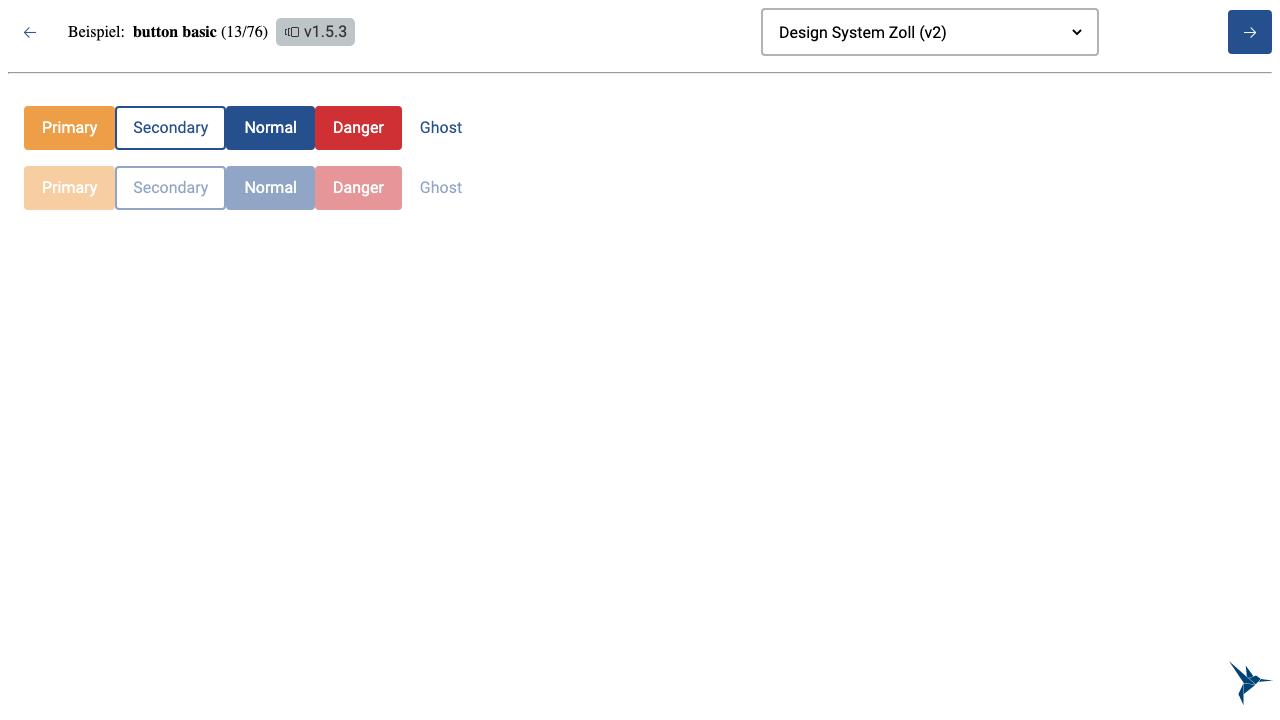 Beispiel: button basic (13/76) v1.5.3 Design System Zoll (v2)
Primary Secondary Normal Danger Ghost
Primary Secondary Normal Danger Ghost